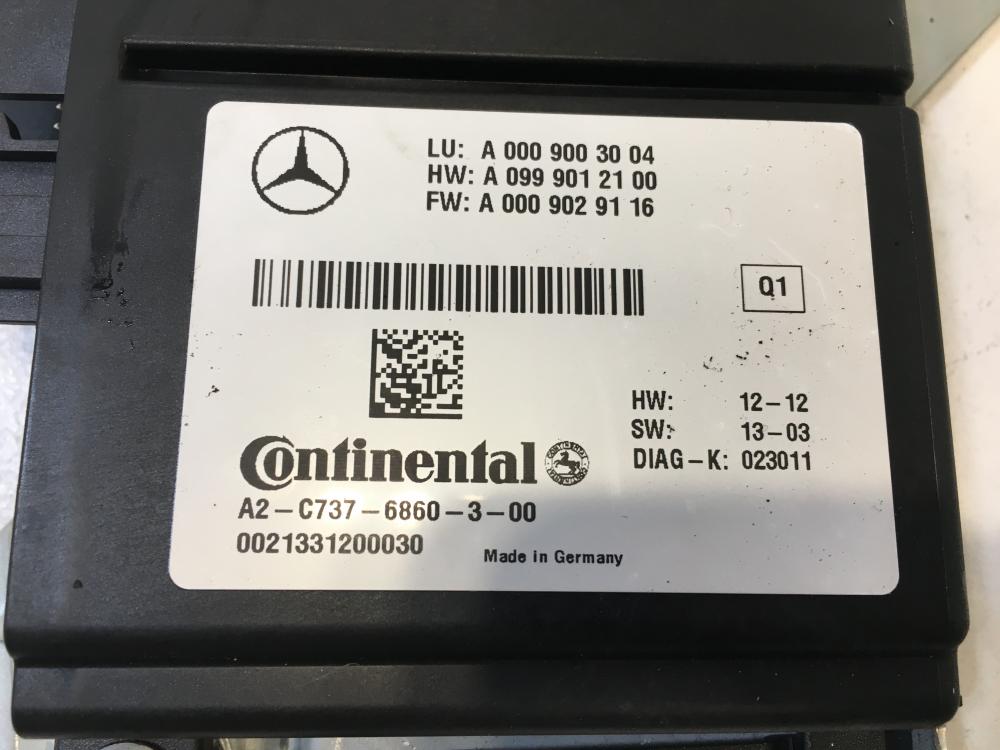 LU: A 000 900 30 04
HW: A 099 901 21 00
FW: A 000 902 91 16
Q1
HW: 12-12
SW: 13-03
DIAG-K: 023011
Continental
A2-C737-6860-3-00
0021331200030
Made in Germany